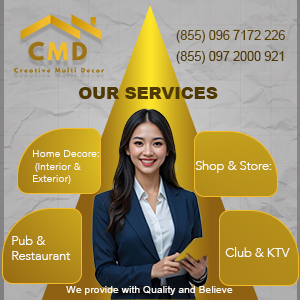 CMD
Creative Multi Decor
(855) 096 7172 226
(855) 097 2000 921
OUR SERVICES
Home Decore:
(Interior &
Exterior)
Shop & Store:
Pub &
Restaurant
Club & KTV
We provide with Quality and Believe